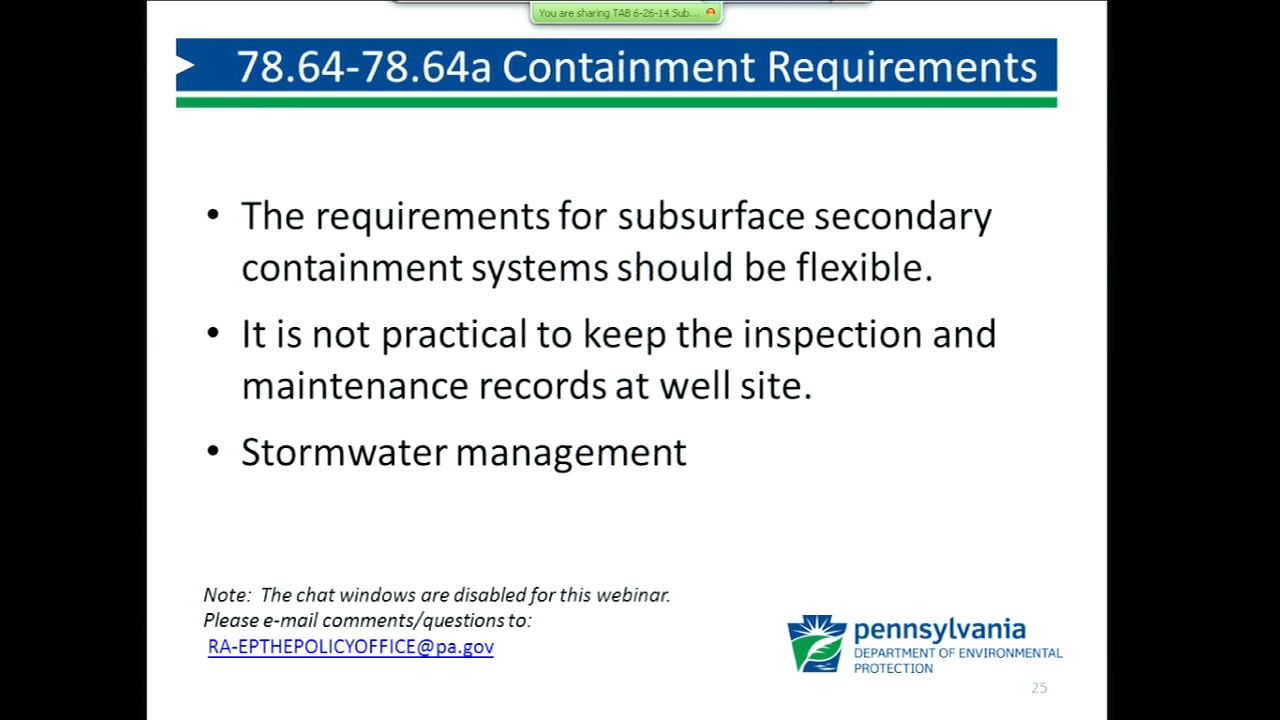 You are sharing TAB 6-26-14 Sub...
78.64-78.64a Containment Requirements
• The requirements for subsurface secondary
containment systems should be flexible.
• It is not practical to keep the inspection and
maintenance records at well site.
• Stormwater management
Note: The chat windows are disabled for this webinar.
Please e-mail comments/questions to:
RA-EPTHEPOLICYOFFICE@pa.gov
pennsylvania
DEPARTMENT OF ENVIRONMENTAL
PROTECTION
25